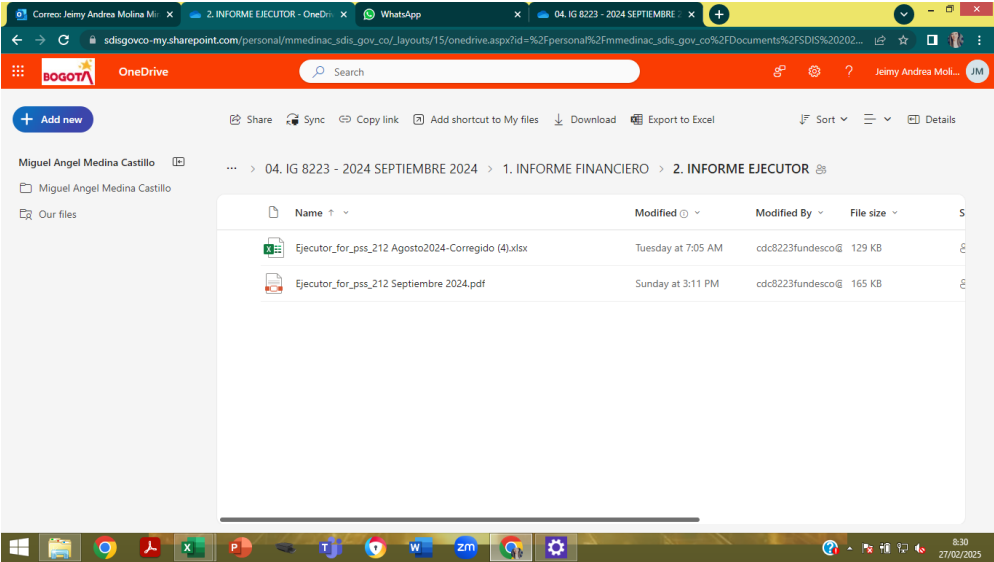 Correo: Jeimy Andrea Molina Mir
2. INFORME EJECUTOR - OneDriv
WhatsApp
04. IG 8223 - 2024 SEPTIEMBRE 2
sdisgovco-my.sharepoint.com/personal/mmedinac_sdis_gov_co/_layouts/15/onedrive.aspx?id=%2Fpersonal%2Fmmedinac_sdis_gov_co%2FDocuments%2FSDIS%20202...
BOGOTA
OneDrive
Search
Jeimy Andrea Moli...
JM
Add new
Share
Sync
Copy link
Add shortcut to My files
Download
Export to Excel
Sort
Details
Miguel Angel Medina Castillo
Miguel Angel Medina Castillo
Our files
... > 04. IG 8223 - 2024 SEPTIEMBRE 2024 > 1. INFORME FINANCIERO > 2. INFORME EJECUTOR
Name
Modified
Modified By
File size
S
Ejecutor_for_pss_212 Agosto2024-Corregido (4).xlsx
Tuesday at 7:05 AM
cdc8223fundesco@
129 KB
Ejecutor_for_pss_212 Septiembre 2024.pdf
Sunday at 3:11 PM
cdc8223fundesco@
165 KB
zm
8:30
27/02/2025